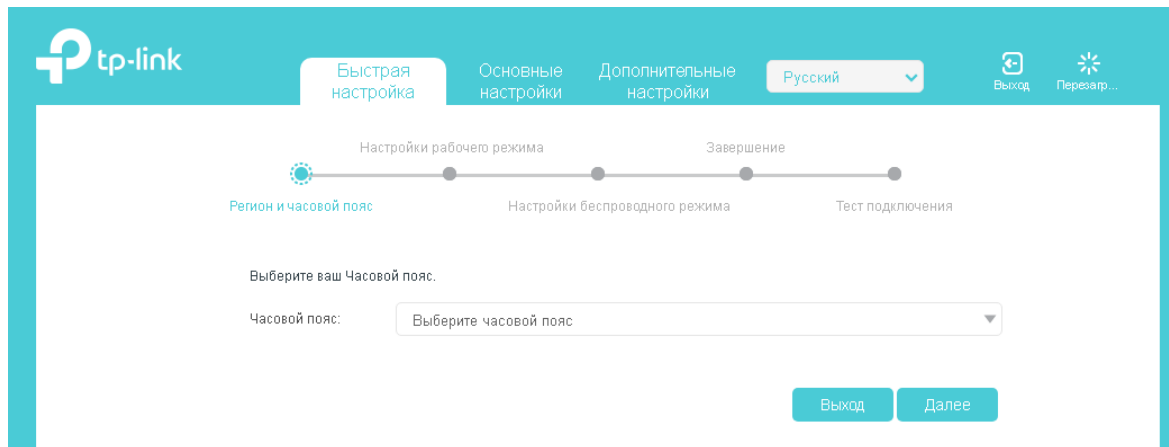 tp-link
Быстрая настройка
Основные настройки
Дополнительные настройки
Русский
Выход
Перезагр...
Настройки рабочего режима
Завершение
Регион и часовой пояс
Настройки беспроводного режима
Тест подключения
Выберите ваш Часовой пояс.
Часовой пояс:
Выберите часовой пояс
Выход
Далее